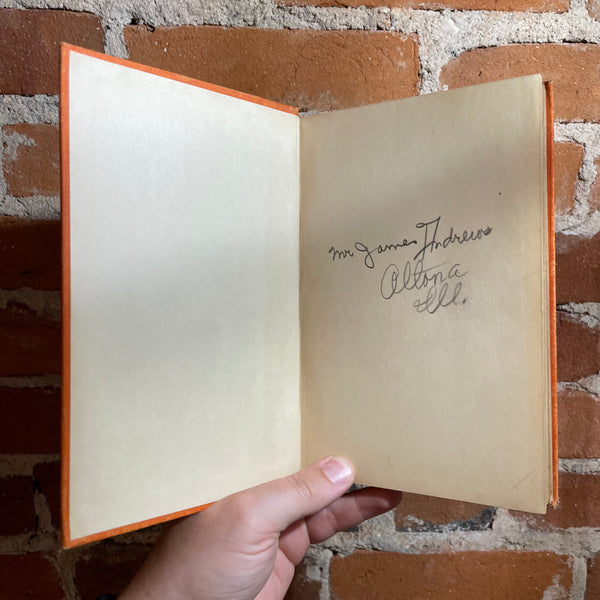 Mr James Andrews
Altona
Ill.